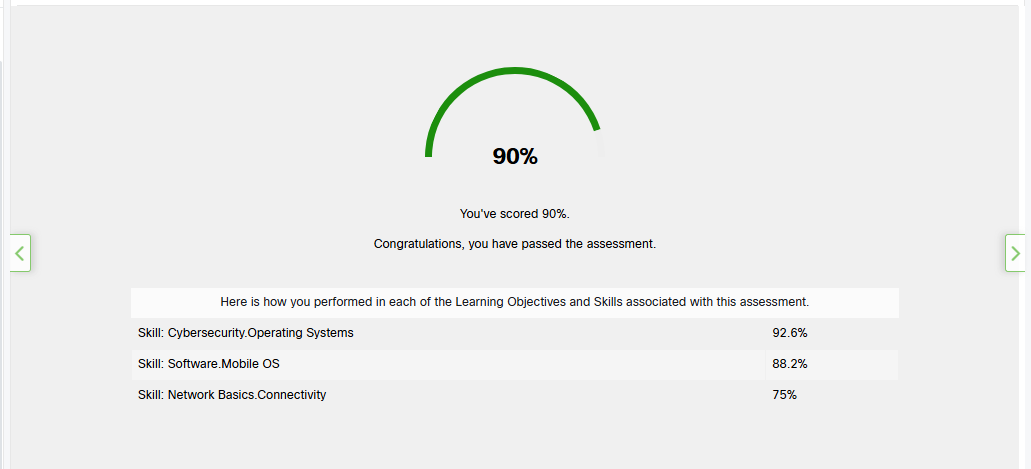 90%
You've scored 90%.
Congratulations, you have passed the assessment.
Here is how you performed in each of the Learning Objectives and Skills associated with this assessment.
Skill: Cybersecurity.Operating Systems 92.6%
Skill: Software.Mobile OS 88.2%
Skill: Network Basics.Connectivity 75%